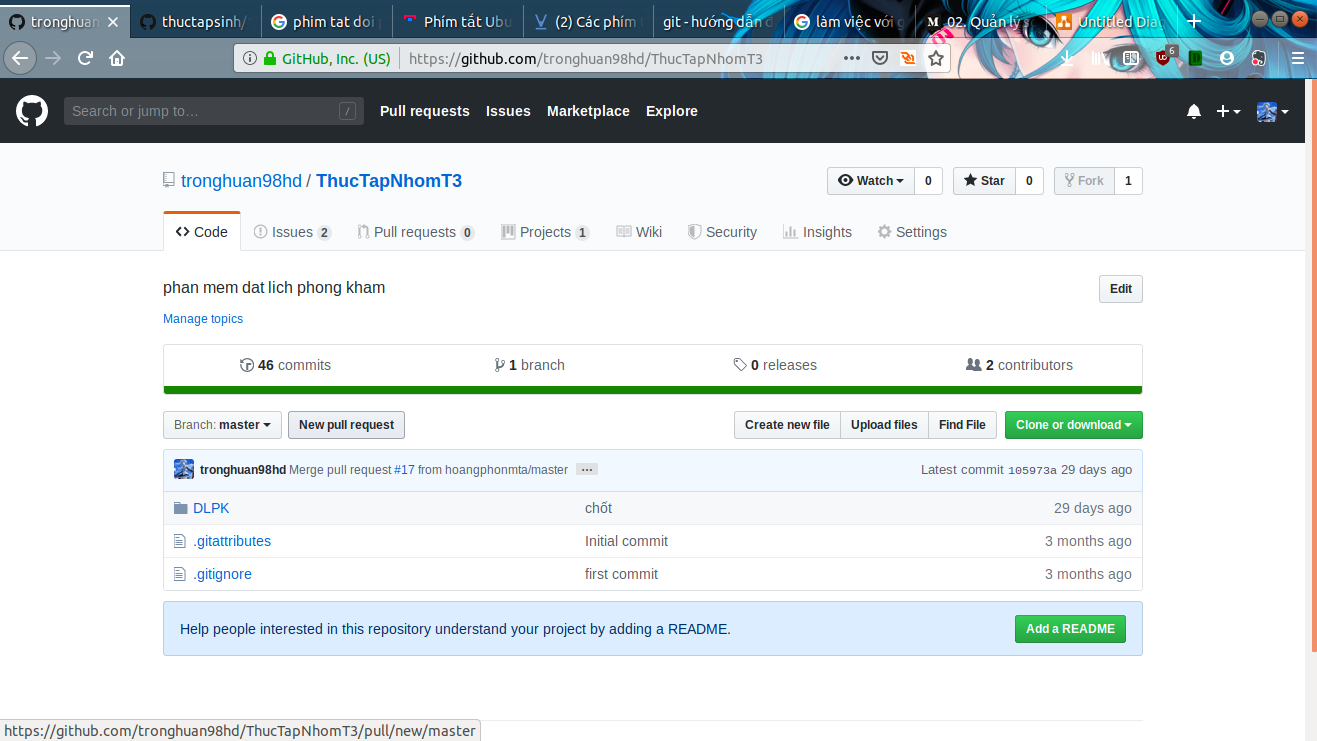 tronghuan
thuctapsinh/
phim tat doi
Phím tắt Ubu
(2) Các phím
git - hướng dẫn
làm việc với
02. Quản lý s
Untitled Dia
GitHub, Inc. (US)
https://github.com/tronghuan98hd/ThucTapNhomT3
6
Search or jump to…
/
Pull requests Issues Marketplace Explore
tronghuan98hd / ThucTapNhomT3
Watch 0 Star 0 Fork 1
Code Issues 2 Pull requests 0 Projects 1 Wiki Security Insights Settings
phan mem dat lich phong kham
Edit
Manage topics
46 commits 1 branch 0 releases 2 contributors
Branch: master New pull request Create new file Upload files Find File Clone or download
tronghuan98hd Merge pull request #17 from hoangphonmta/master … Latest commit 105973a 29 days ago
DLPK chốt 29 days ago
.gitattributes Initial commit 3 months ago
.gitignore first commit 3 months ago
Help people interested in this repository understand your project by adding a README. Add a README
https://github.com/tronghuan98hd/ThucTapNhomT3/pull/new/master